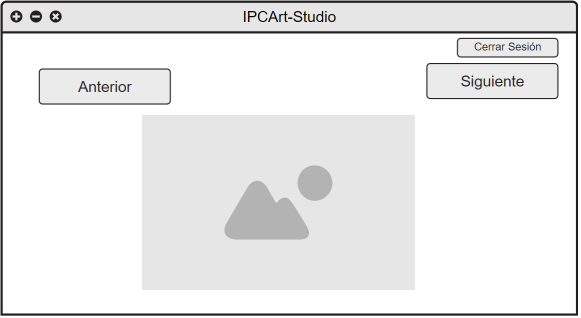 IPCArt-Studio
Cerrar Sesión
Anterior
Siguiente